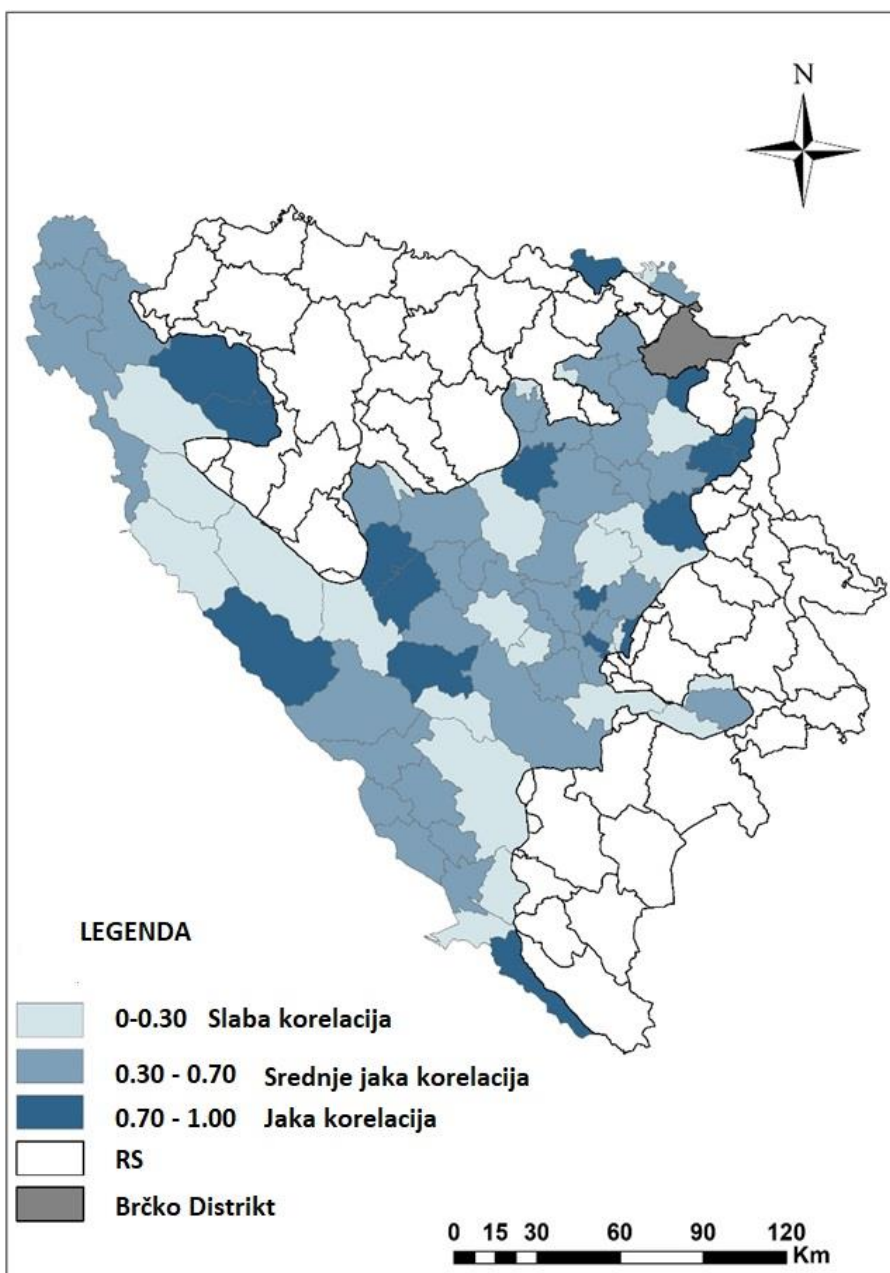 N
LEGENDA
0-0.30 Slaba korelacija
0.30 - 0.70 Srednje jaka korelacija
0.70 - 1.00 Jaka korelacija
RS
Brčko Distrikt
0 15 30 60 90 120
Km